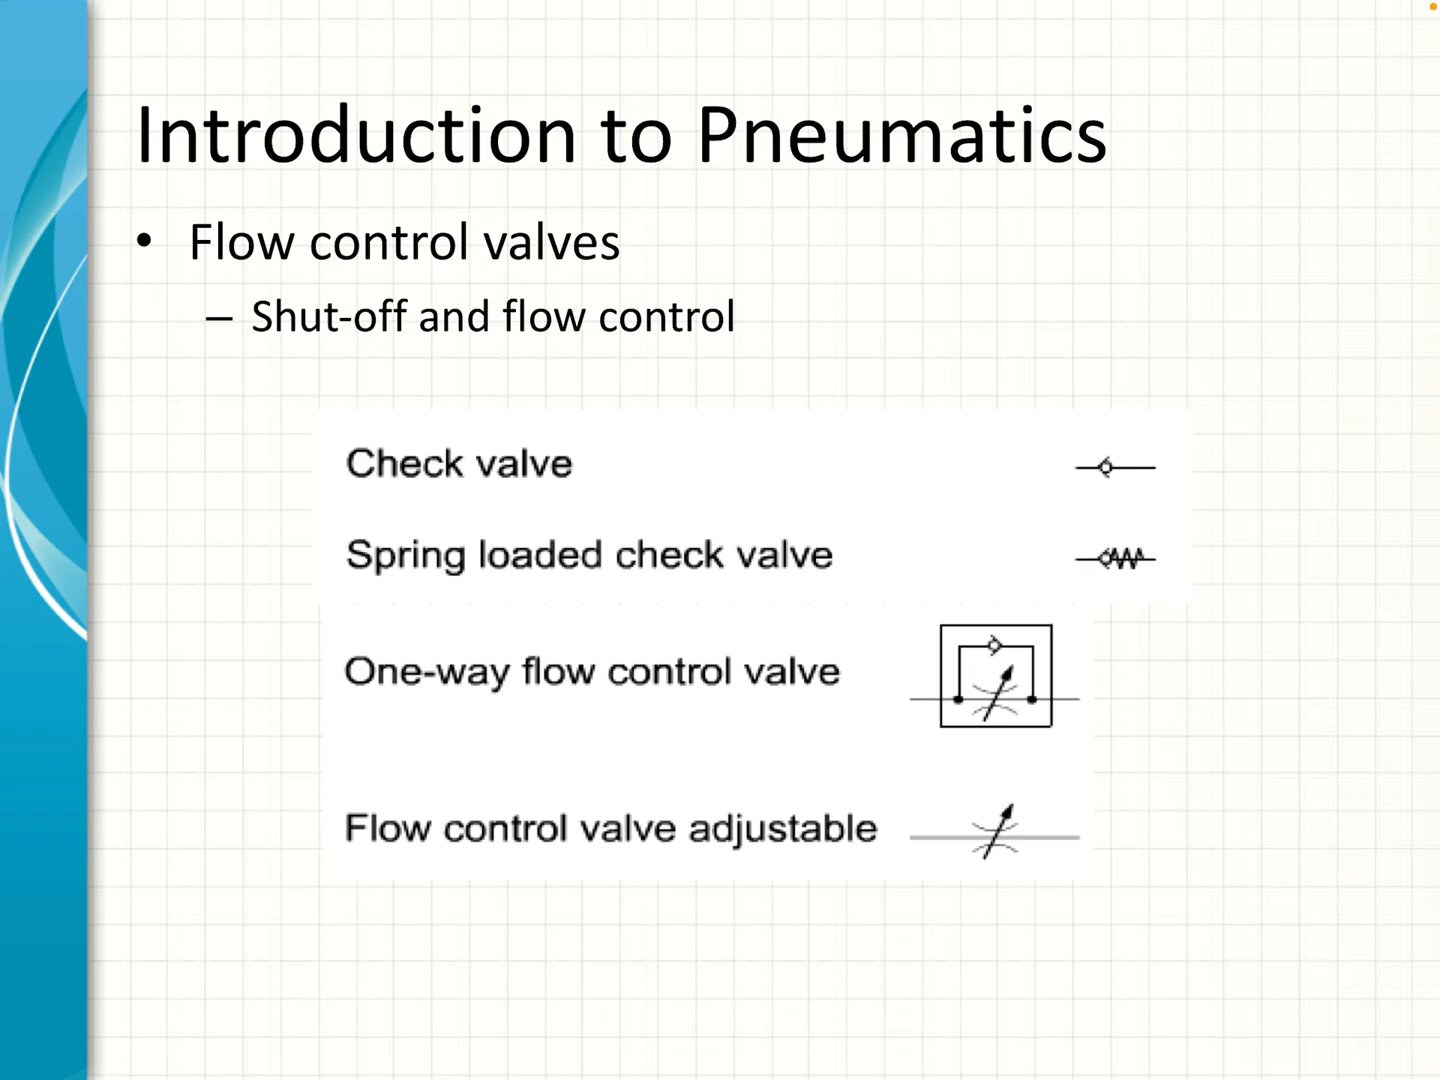 Introduction to Pneumatics
• Flow control valves
– Shut-off and flow control
Check valve
Spring loaded check valve
One-way flow control valve
Flow control valve adjustable